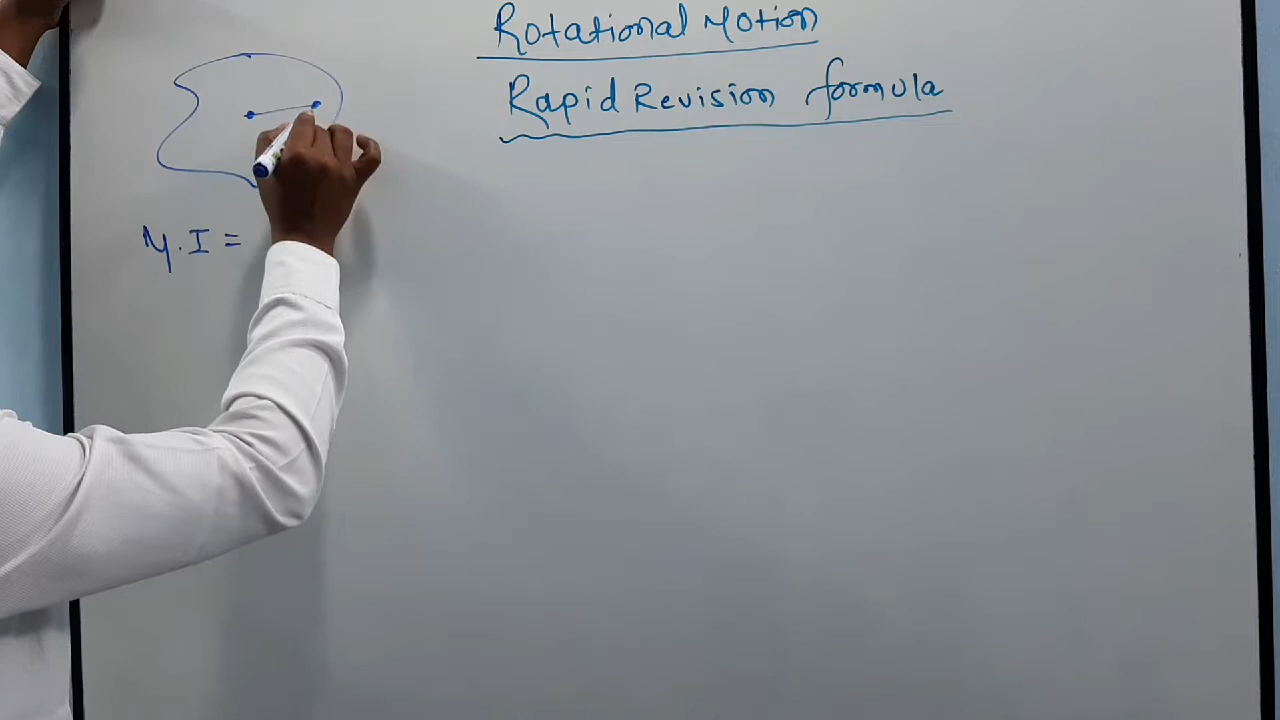 Rotational Motion
Rapid Revision formula
M.I =